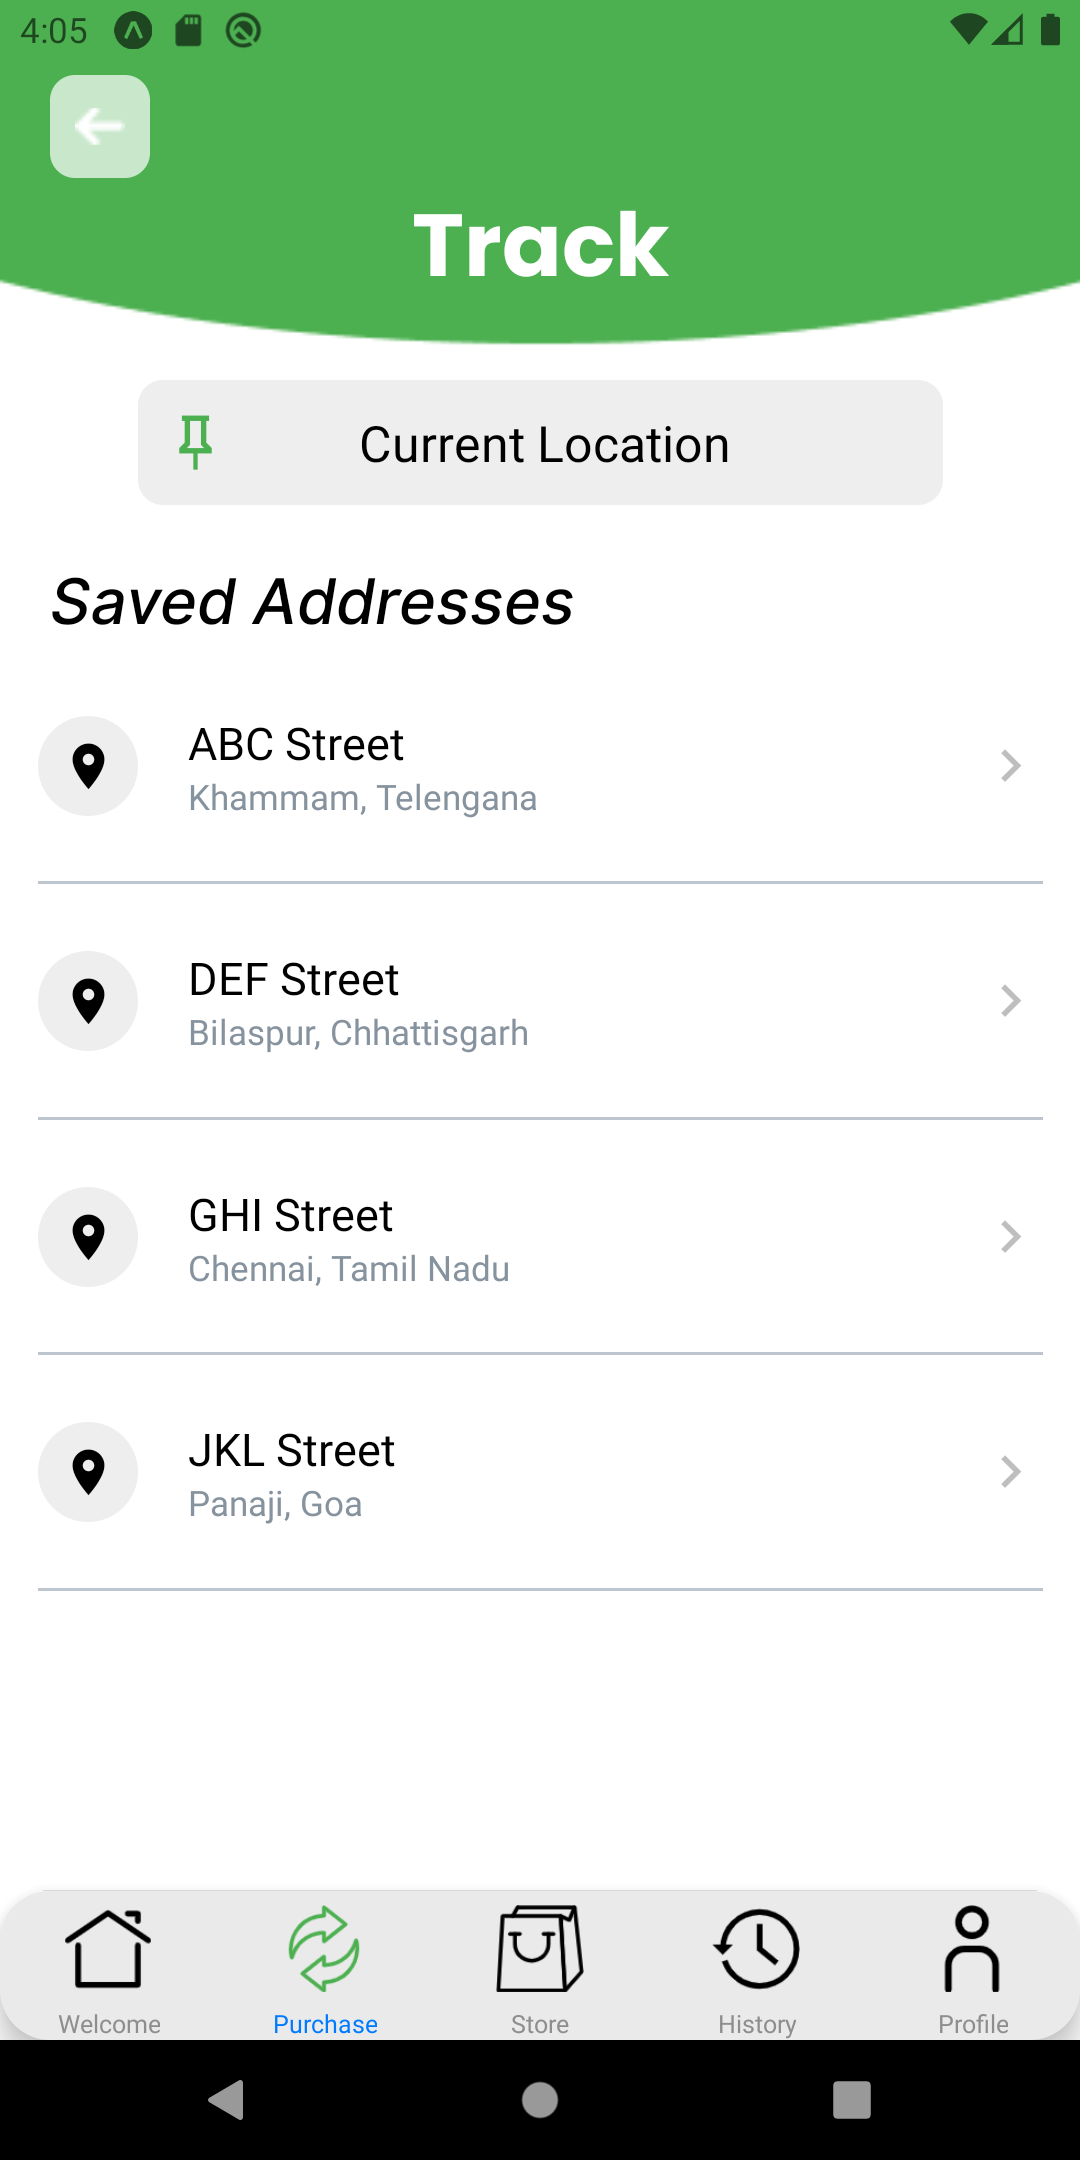 4:05
Track
Current Location
Saved Addresses
ABC Street
Khammam, Telengana
DEF Street
Bilaspur, Chhattisgarh
GHI Street
Chennai, Tamil Nadu
JKL Street
Panaji, Goa
Welcome Purchase Store History Profile